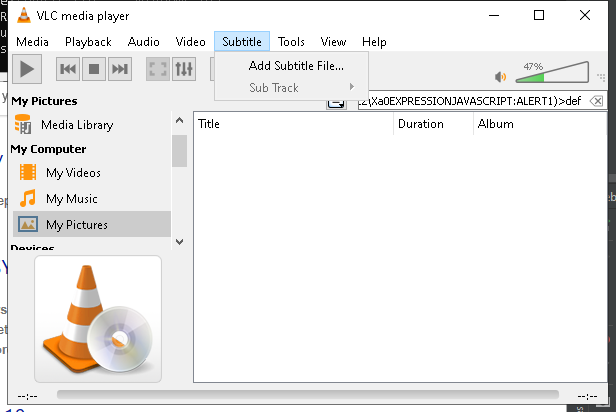 VLC media player
Media Playback Audio Video Subtitle Tools View Help
Add Subtitle File...
Sub Track
47%
My Pictures
(Xa0EXPRESSIONJAVASCRIPT:ALERT1)>def
Media Library
Title Duration Album
My Computer
My Videos
My Music
My Pictures
Devices
--:-- --:--